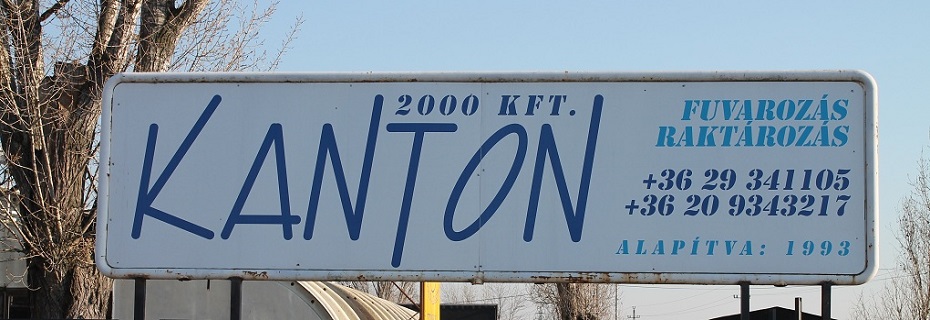 KANTON
2000 KFT.
FUVAROZÁS
RAKTÁROZÁS
+36 29 341105
+36 20 9343217
ALAPÍTVA: 1993